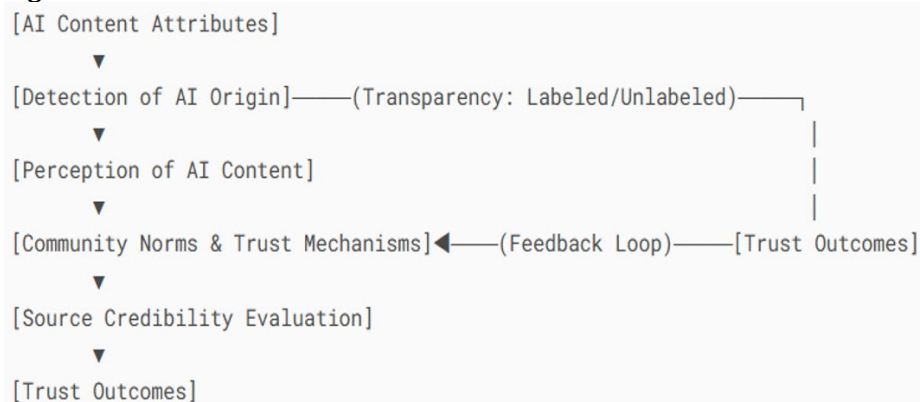 [AI Content Attributes]
▼
[Detection of AI Origin]———(Transparency: Labeled/Unlabeled)———┐
▼ |
[Perception of AI Content] |
▼ |
[Community Norms & Trust Mechanisms]◄———(Feedback Loop)———[Trust Outcomes]
▼
[Source Credibility Evaluation]
▼
[Trust Outcomes]